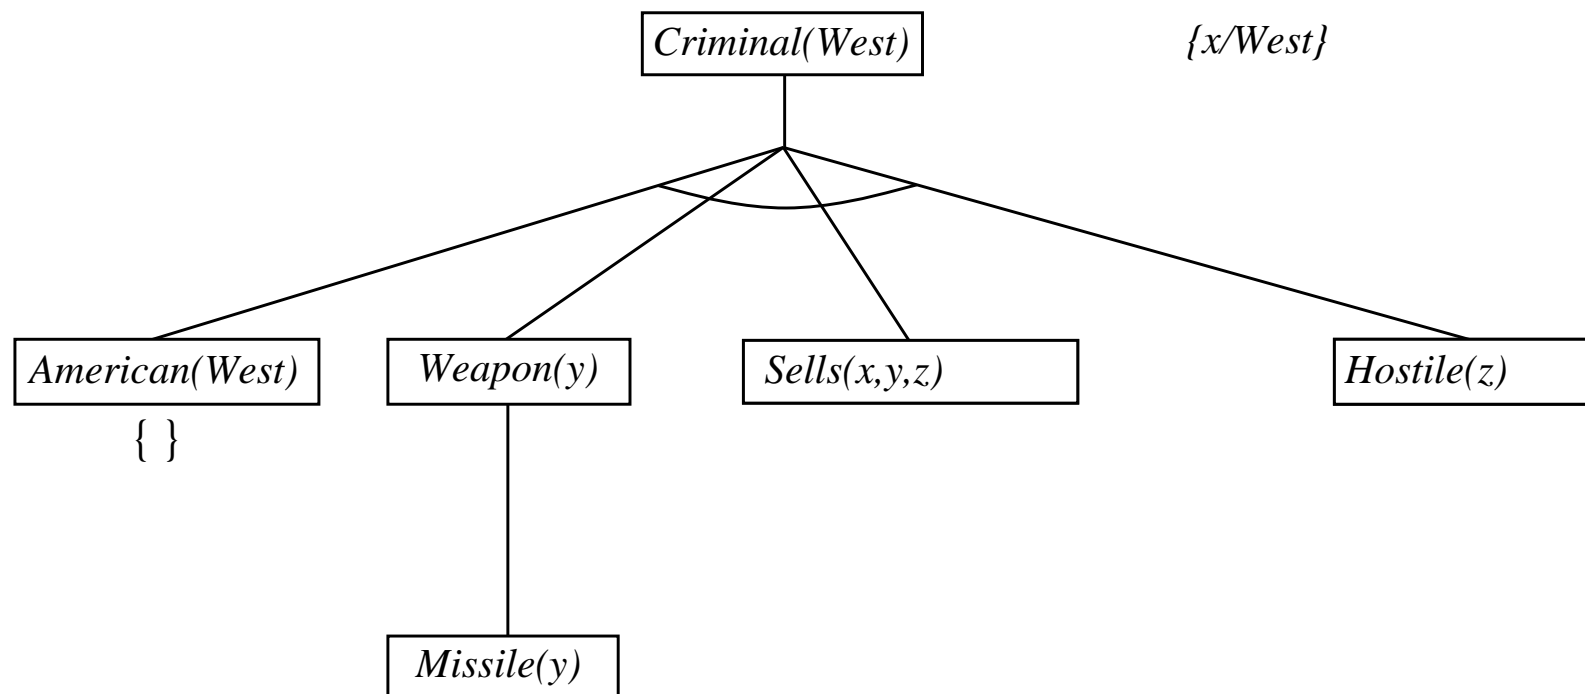 Criminal(West)
{x/West}
American(West)
Weapon(y)
Sells(x,y,z)
Hostile(z)
{ }
Missile(y)